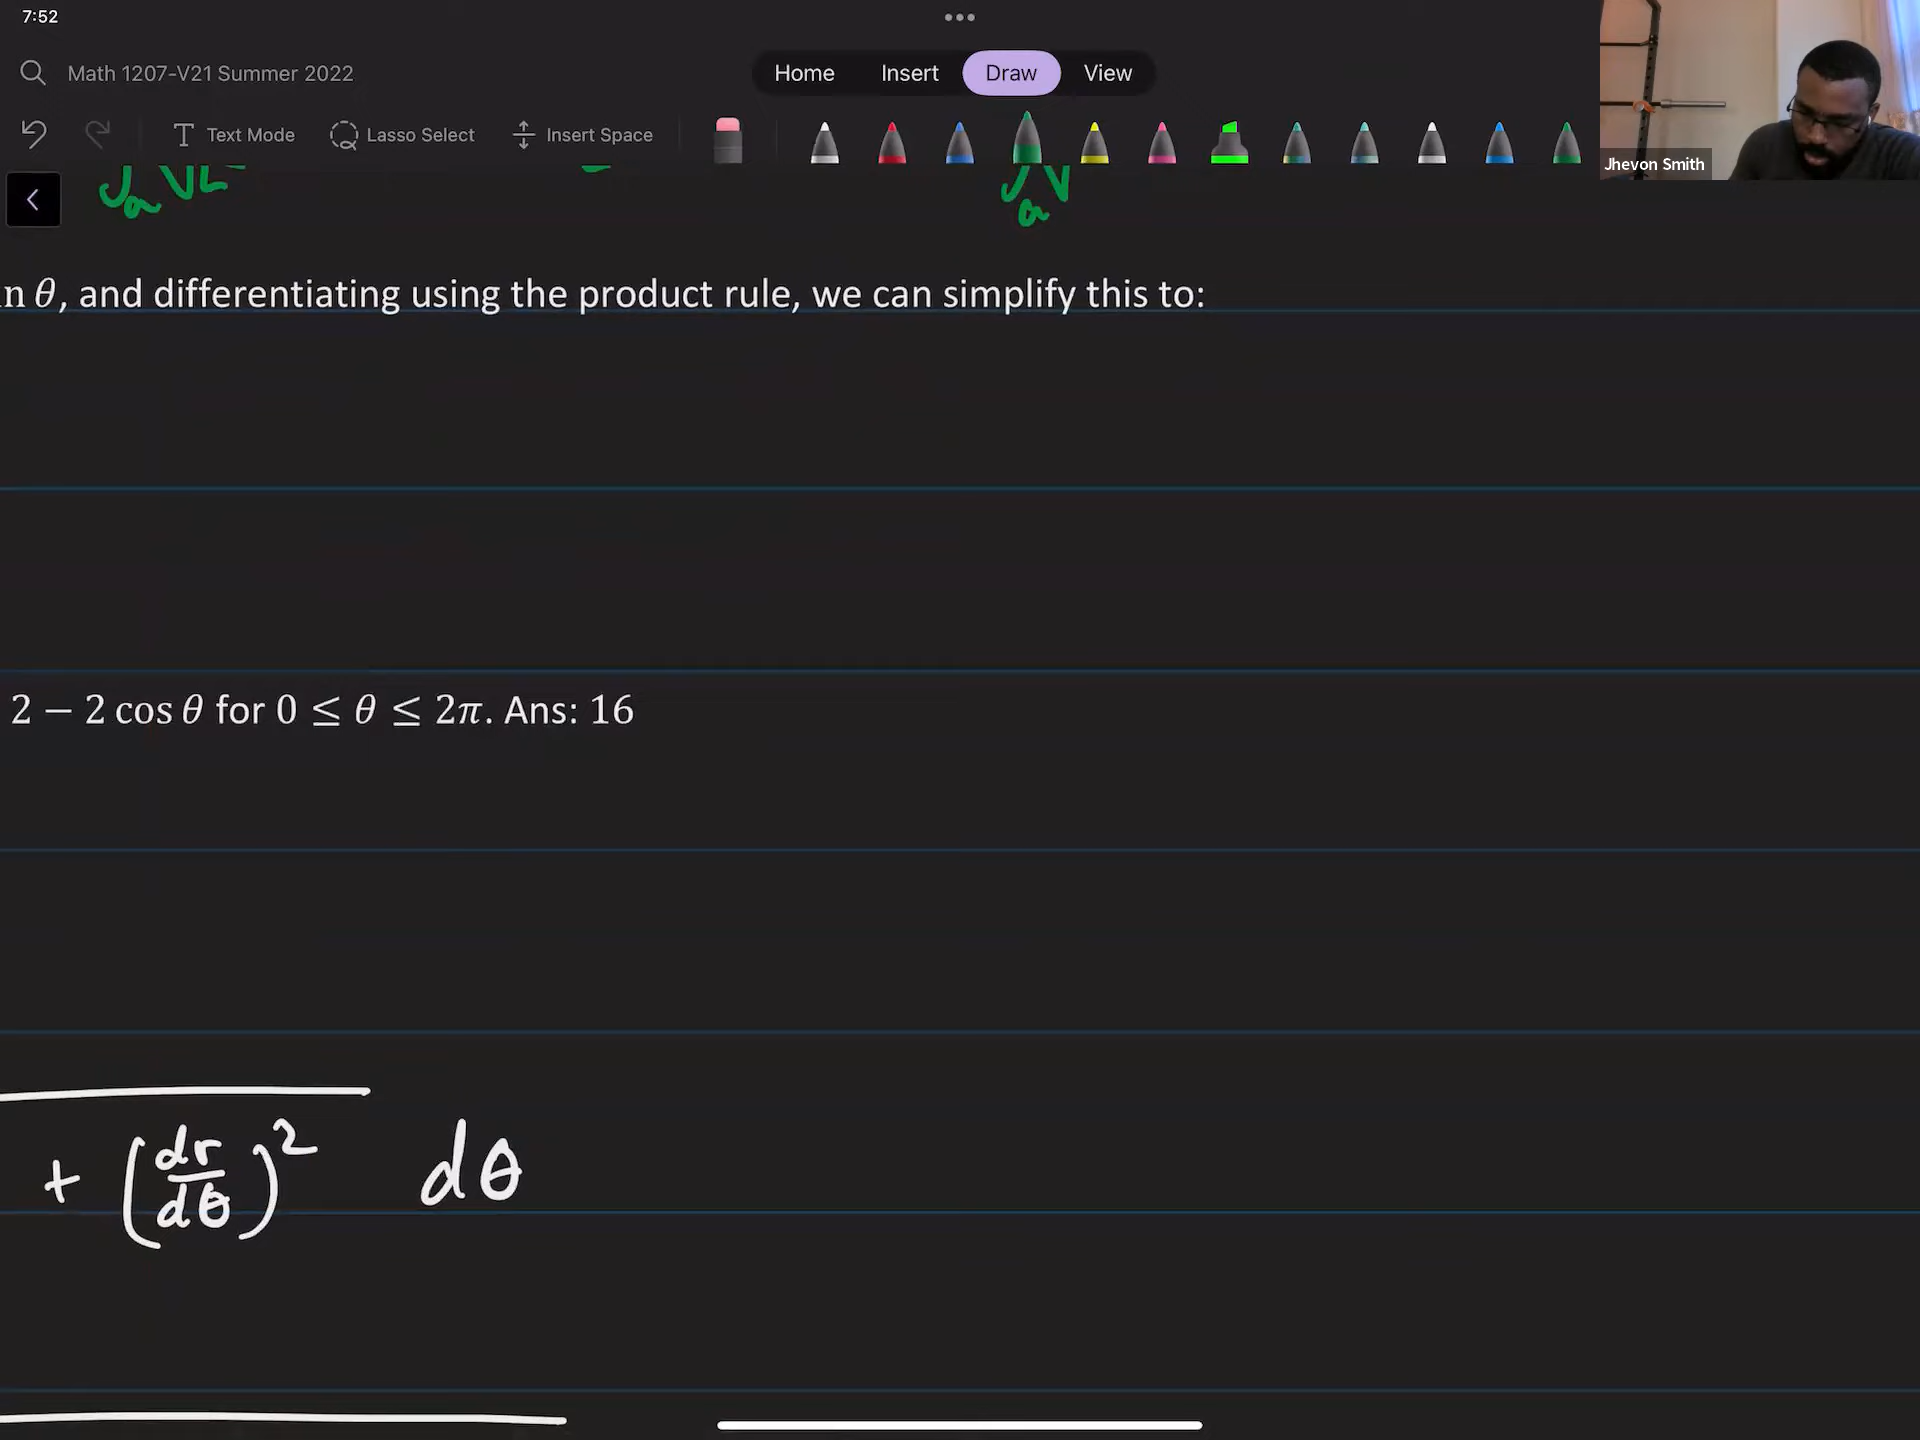 7:52
Math 1207-V21 Summer 2022
Home Insert Draw View
Text Mode Lasso Select Insert Space
Jhevon Smith
n θ, and differentiating using the product rule, we can simplify this to:
2 − 2 cos θ for 0 ≤ θ ≤ 2π. Ans: 16
+ (dr/dθ)² dθ